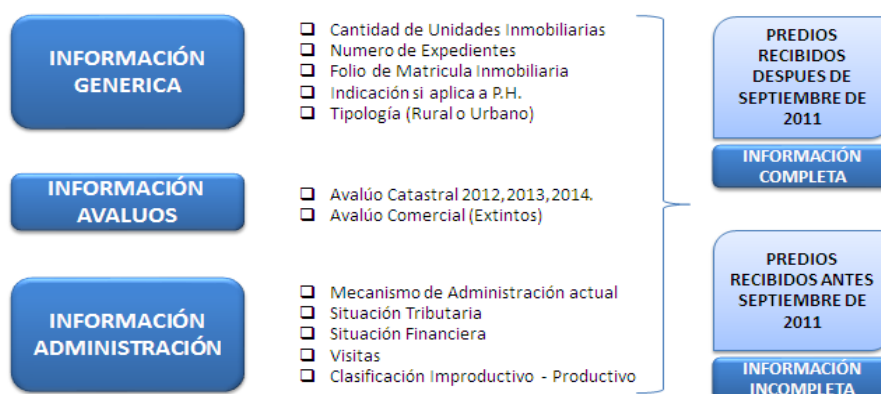 INFORMACIÓN
GENERICA
❑ Cantidad de Unidades Inmobiliarias
❑ Numero de Expedientes
❑ Folio de Matricula Inmobiliaria
❑ Indicación si aplica a P.H.
❑ Tipología (Rural o Urbano)
INFORMACIÓN
AVALUOS
❑ Avalúo Catastral 2012,2013,2014.
❑ Avalúo Comercial (Extintos)
INFORMACIÓN
ADMINISTRACIÓN
❑ Mecanismo de Administración actual
❑ Situación Tributaria
❑ Situación Financiera
❑ Visitas
❑ Clasificación Improductivo - Productivo
PREDIOS
RECIBIDOS
DESPUES DE
SEPTIEMBRE DE
2011
INFORMACIÓN
COMPLETA
PREDIOS
RECIBIDOS ANTES
SEPTIEMBRE DE
2011
INFORMACIÓN
INCOMPLETA